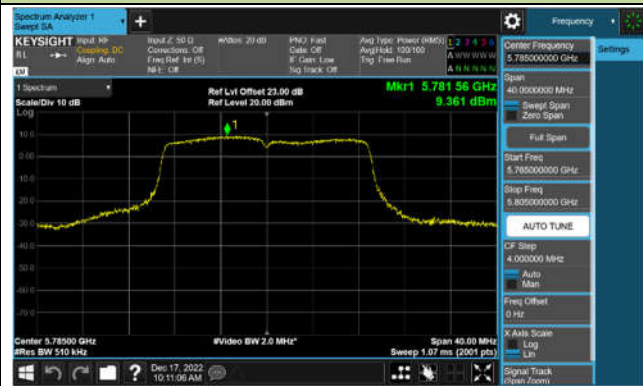 Spectrum Analyzer 1
Swept SA
+
Frequency
KEYSIGHT
RL
Input: RF
Coupling: DC
Align: Auto
Input Z: 50 Ω
Corrections: Off
Freq Ref: Int (S)
NFE: Off
#Atten: 20 dB
PNO: Fast
Gate: Off
IF Gain: Low
Sig Track: Off
Avg Type: Power (RMS)
Avg|Hold: 100/100
Trig: Free Run
1 2 3 4 5 6
A W W W W W
A N N N N N
1 Spectrum
Scale/Div 10 dB
Log
Ref Lvl Offset 23.00 dB
Ref Level 20.00 dBm
Mkr1 5.781 56 GHz
9.361 dBm
1
10.0
0.00
-10.0
-20.0
-30.0
-40.0
-50.0
-60.0
-70.0
Center 5.78500 GHz
#Res BW 510 kHz
#Video BW 2.0 MHz*
Span 40.00 MHz
Sweep 1.07 ms (2001 pts)
Dec 17, 2022
10:11:06 AM
?
Settings
Center Frequency
5.785000000 GHz
Span
40.0000000 MHz
Swept Span
Zero Span
Full Span
Start Freq
5.765000000 GHz
Stop Freq
5.805000000 GHz
AUTO TUNE
CF Step
4.000000 MHz
Auto
Man
Freq Offset
0 Hz
X Axis Scale
Log
Lin
Signal Track
(Span Zoom)